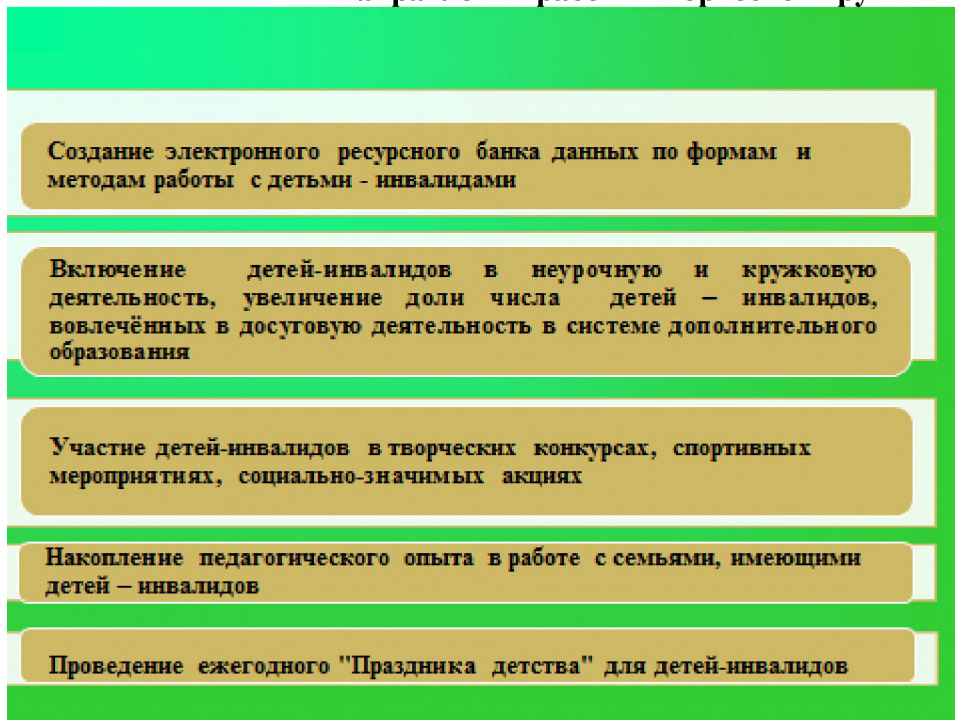 Создание электронного ресурсного банка данных по формам и
методам работы с детьми - инвалидами
Включение детей-инвалидов в неурочную и кружковую
деятельность, увеличение доли числа детей – инвалидов,
вовлечённых в досуговую деятельность в системе дополнительного
образования
Участие детей-инвалидов в творческих конкурсах, спортивных
мероприятиях, социально-значимых акциях
Накопление педагогического опыта в работе с семьями, имеющими
детей – инвалидов
Проведение ежегодного "Праздника детства" для детей-инвалидов